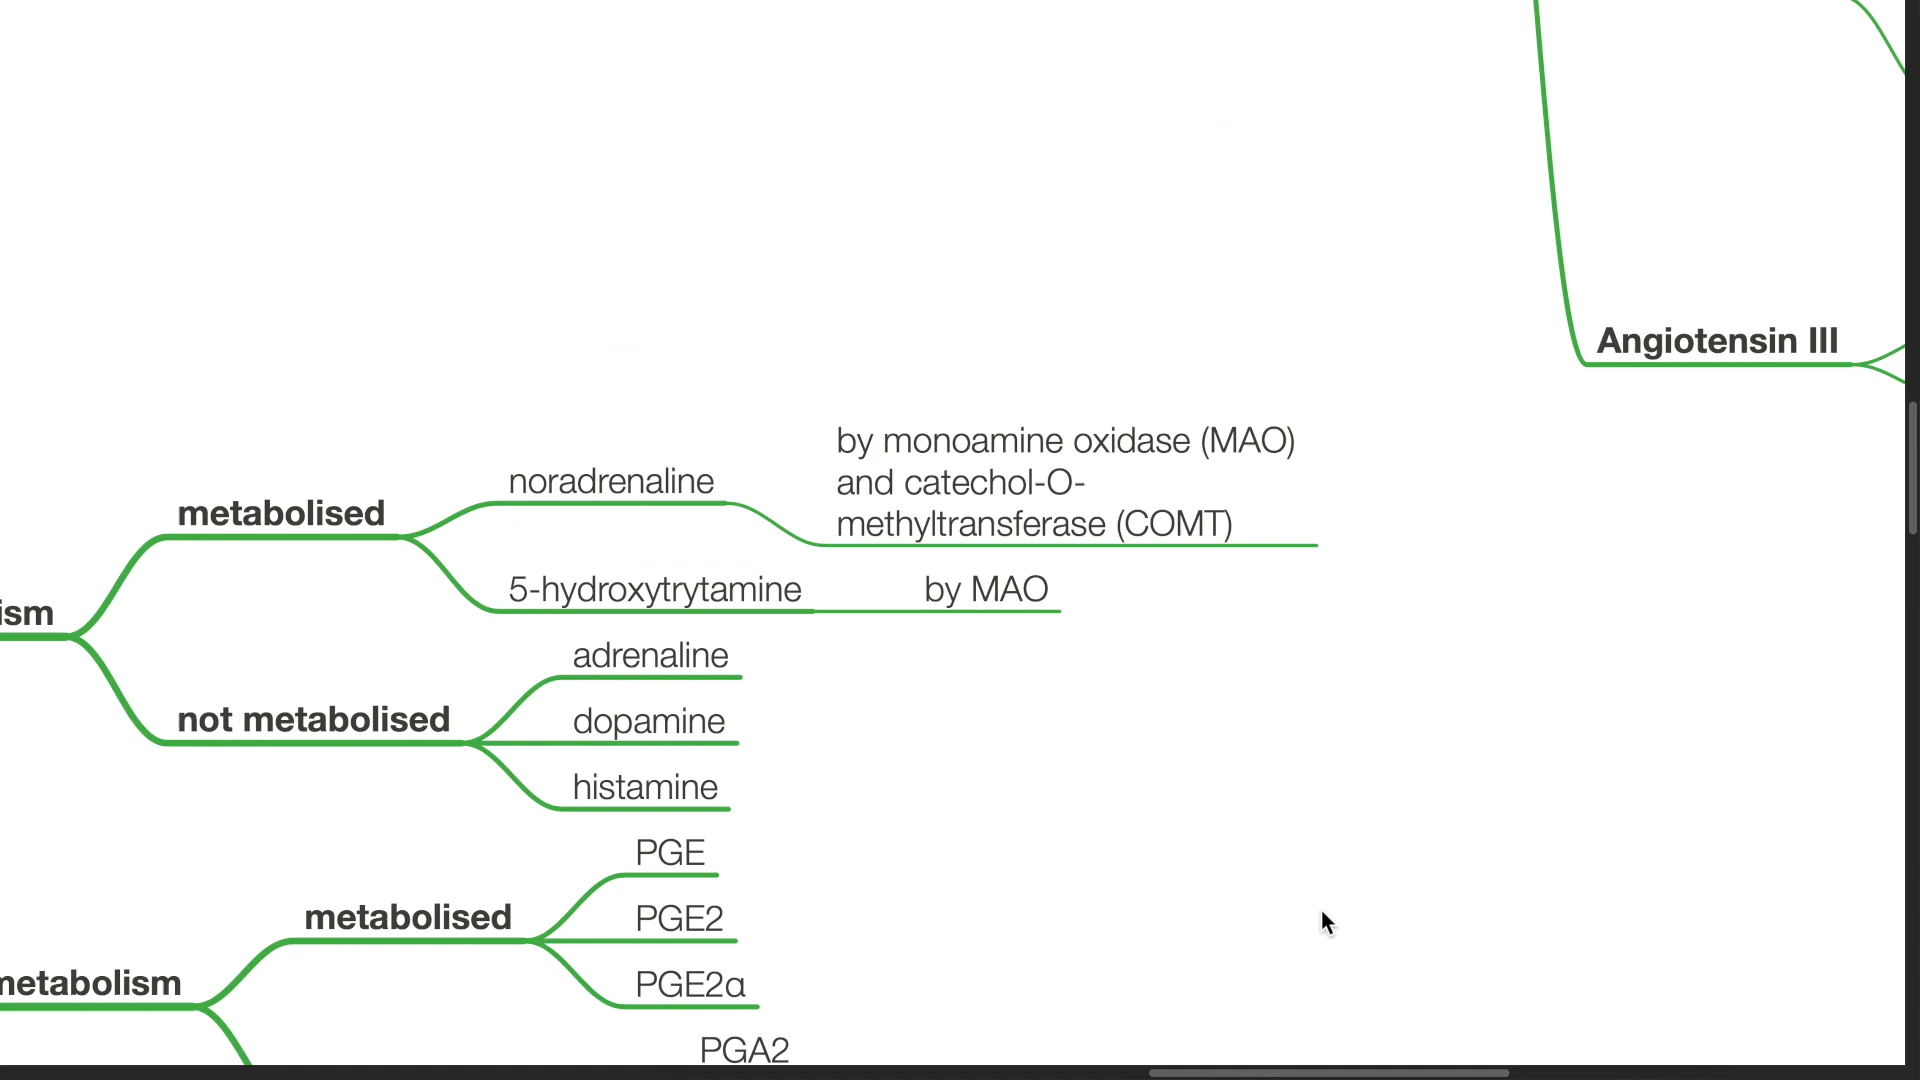 Angiotensin III
by monoamine oxidase (MAO)
and catechol-O-
methyltransferase (COMT)
noradrenaline
metabolised
5-hydroxytrytamine
by MAO
ism
adrenaline
not metabolised
dopamine
histamine
PGE
metabolised
PGE2
PGE2α
metabolism
PGA2